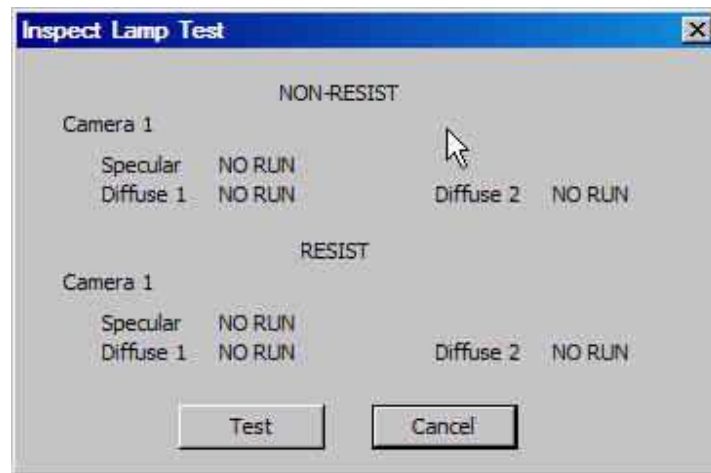 Inspect Lamp Test
NON-RESIST
Camera 1
Specular NO RUN
Diffuse 1 NO RUN Diffuse 2 NO RUN
RESIST
Camera 1
Specular NO RUN
Diffuse 1 NO RUN Diffuse 2 NO RUN
Test Cancel